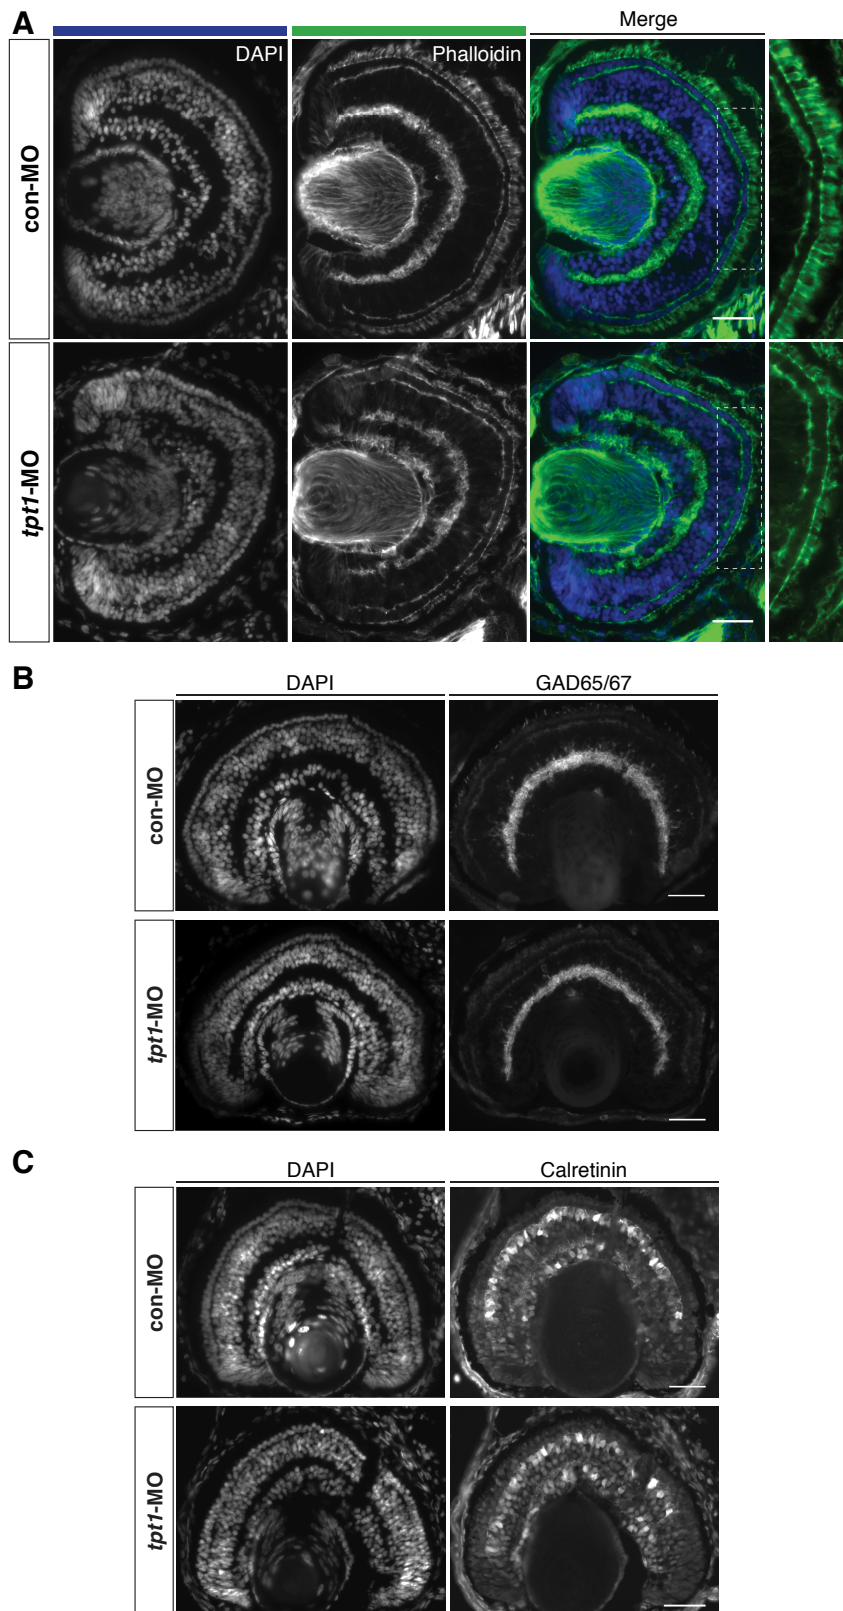 A
Merge
DAPI
Phalloidin
con-MO
tpt1-MO
B
DAPI
GAD65/67
con-MO
tpt1-MO
C
DAPI
Calretinin
con-MO
tpt1-MO